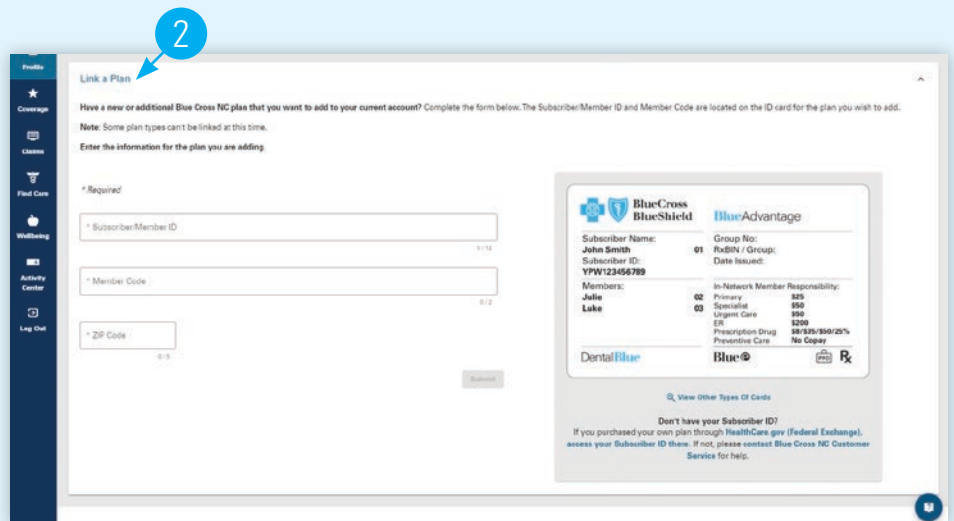 2
Profile
Coverage
Claims
Find Care
Wellbeing
Activity
Center
Log Out
Link a Plan
Have a new or additional Blue Cross NC plan that you want to add to your current account? Complete the form below. The Subscriber/Member ID and Member Code are located on the ID card for the plan you wish to add.
Note: Some plan types can't be linked at this time.
Enter the information for the plan you are adding.
* Required
* Subscriber/Member ID
0 / 12
* Member Code
0 / 2
* ZIP Code
0 / 5
Submit
BlueCross
BlueShield
BlueAdvantage
Subscriber Name:
John Smith 01
Subscriber ID:
YPW123456789
Group No:
RxBIN / Group:
Date Issued:
Members:
Julie 02
Luke 03
In-Network Member Responsibility:
Primary $25
Specialist $50
Urgent Care $50
ER $200
Prescription Drug $8/$35/$50/25%
Preventive Care No Copay
DentalBlue
Blue
PPO
Rx
View Other Types Of Cards
Don't have your Subscriber ID?
If you purchased your own plan through HealthCare.gov (Federal Exchange),
access your Subscriber ID there. If not, please contact Blue Cross NC Customer
Service for help.